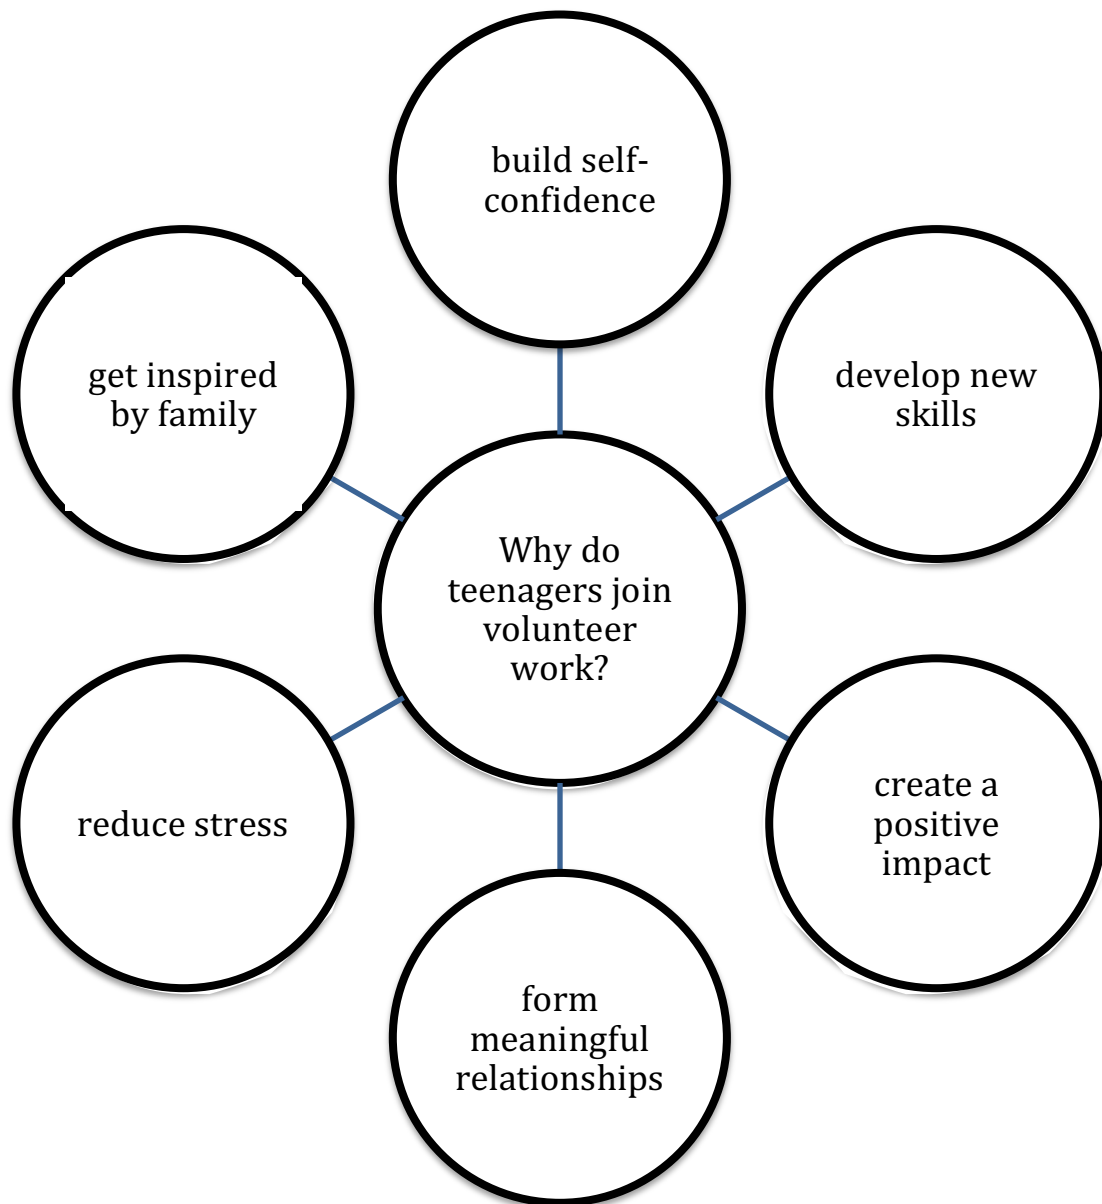 build self-
confidence
get inspired
by family
develop new
skills
Why do
teenagers join
volunteer
work?
reduce stress
create a
positive
impact
form
meaningful
relationships